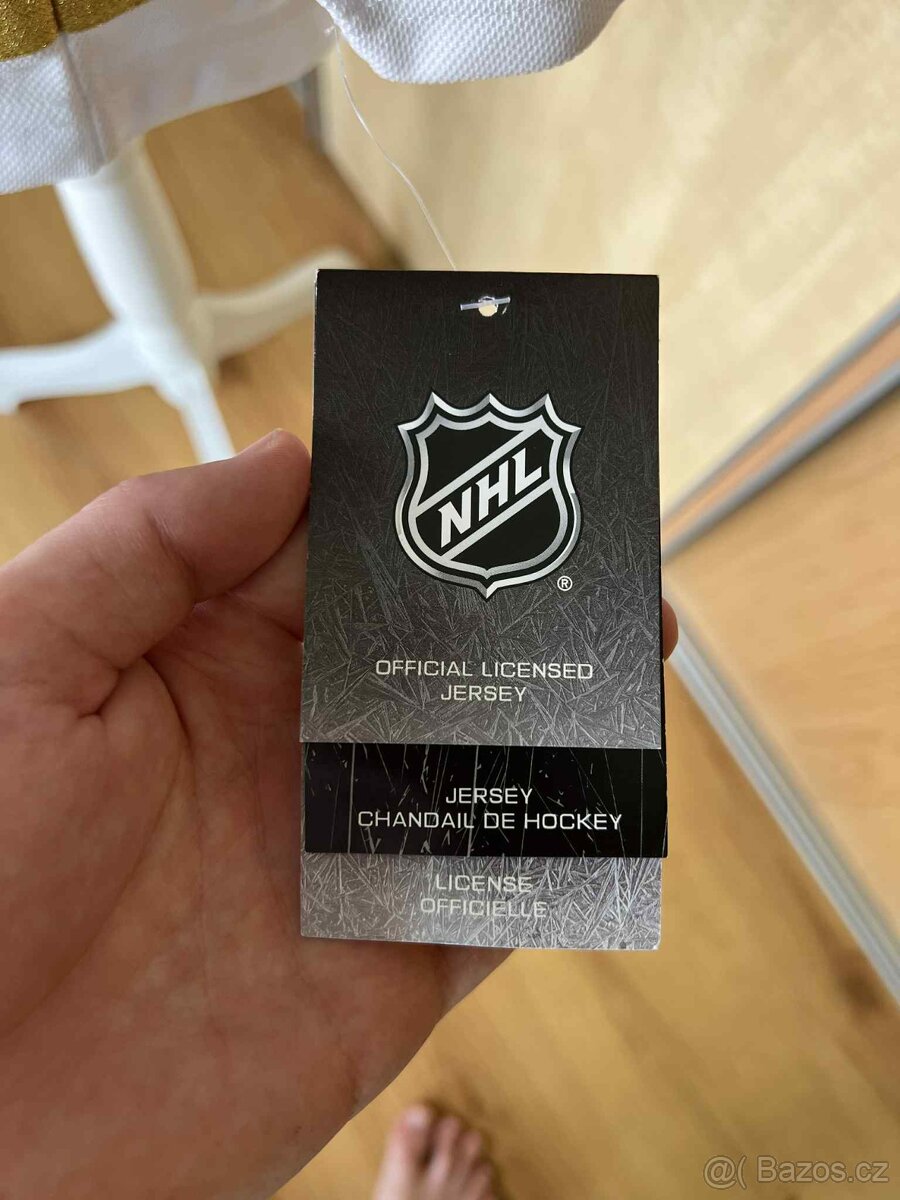 NHL
®
OFFICIAL LICENSED
JERSEY
JERSEY
CHANDAIL DE HOCKEY
LICENSE
OFFICIELLE
@( Bazos.cz